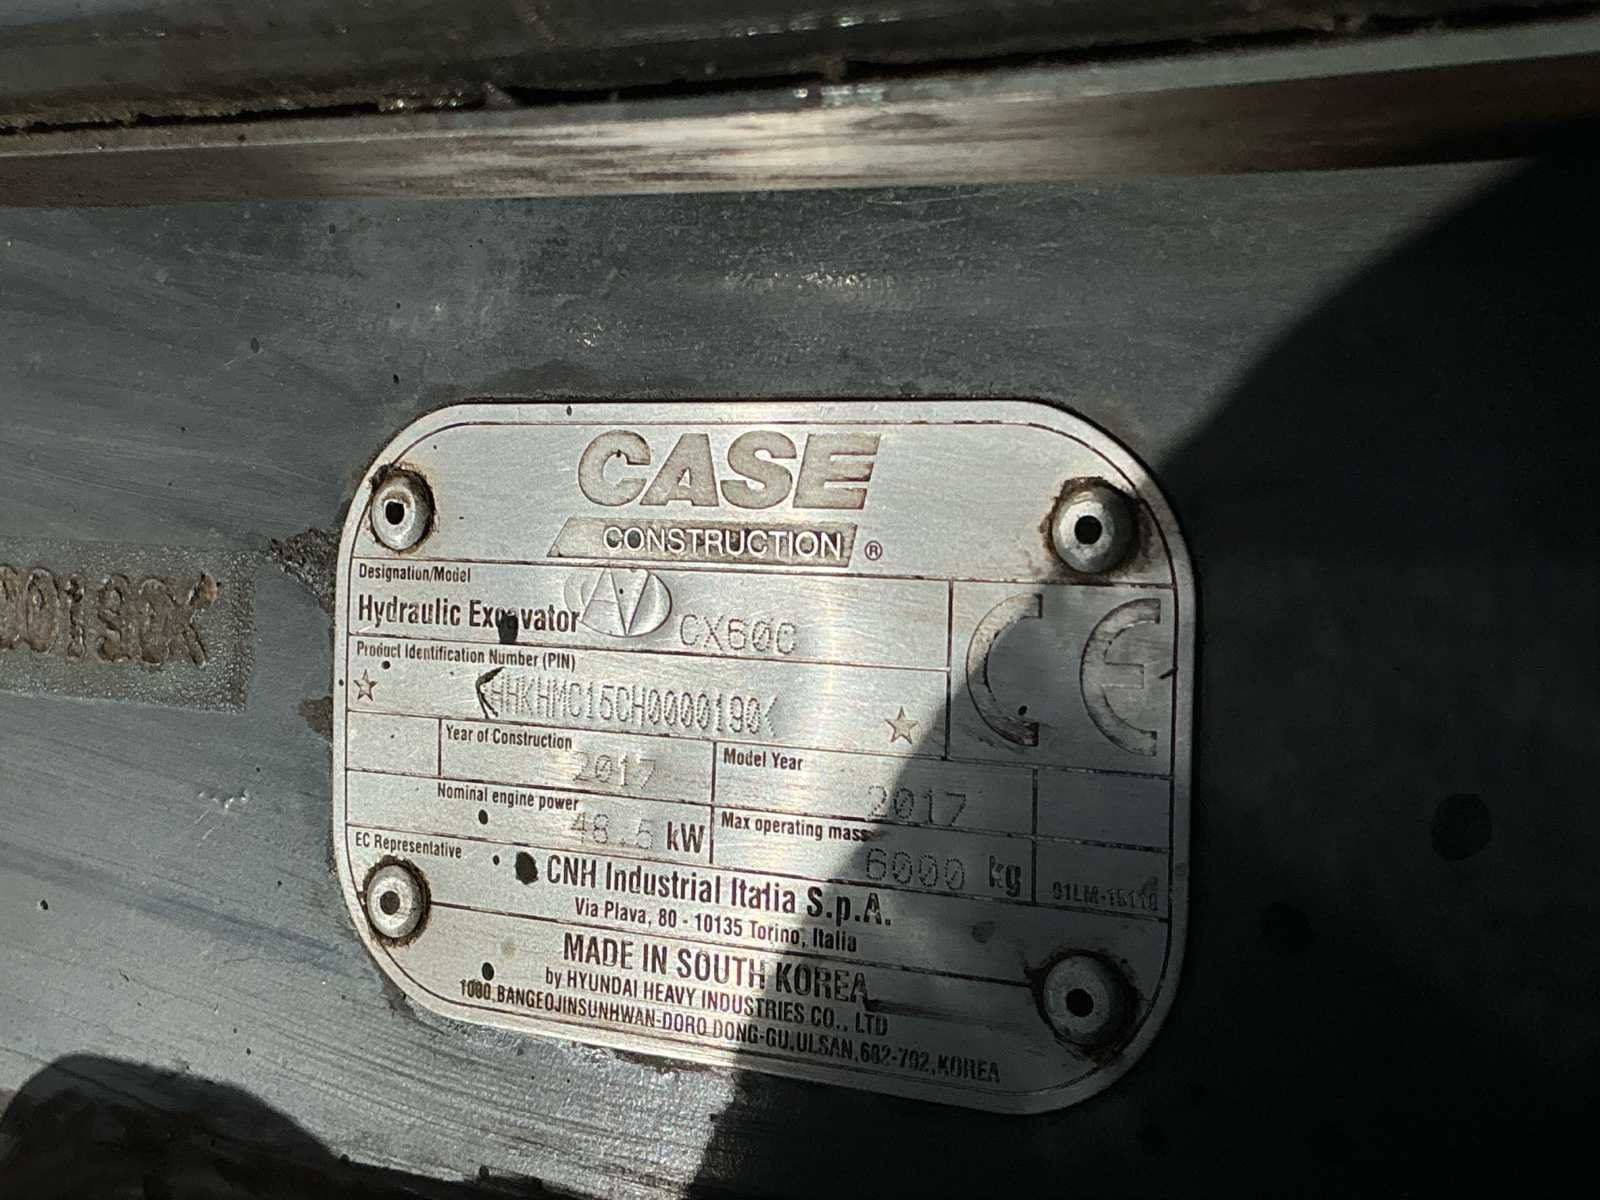 CASE
CONSTRUCTION ®
Designation/Model
Hydraulic Excavator CX60C
Product Identification Number (PIN)
HHKHMC15CH0000190
Year of Construction 2017
Model Year 2017
Nominal engine power 48.5 kW
Max operating mass 6000 kg
91LM-15110
EC Representative
CNH Industrial Italia S.p.A.
Via Plava, 80 - 10135 Torino, Italia
MADE IN SOUTH KOREA
by HYUNDAI HEAVY INDUSTRIES CO., LTD
1000, BANGEOJINSUNHWAN-DORO DONG-GU, ULSAN, 682-792, KOREA
CE
00190